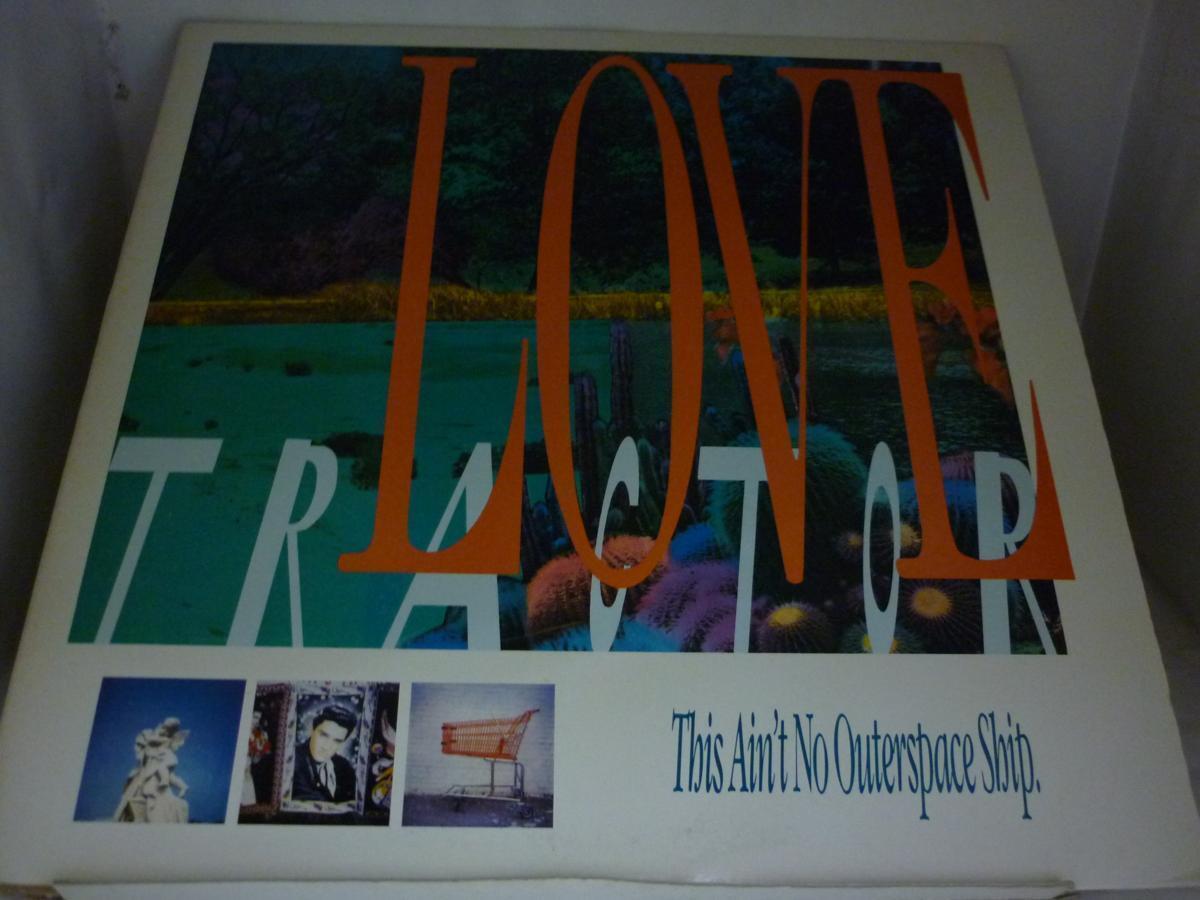 LOVE
TRACTOR
This Ain't No Outerspace Ship.